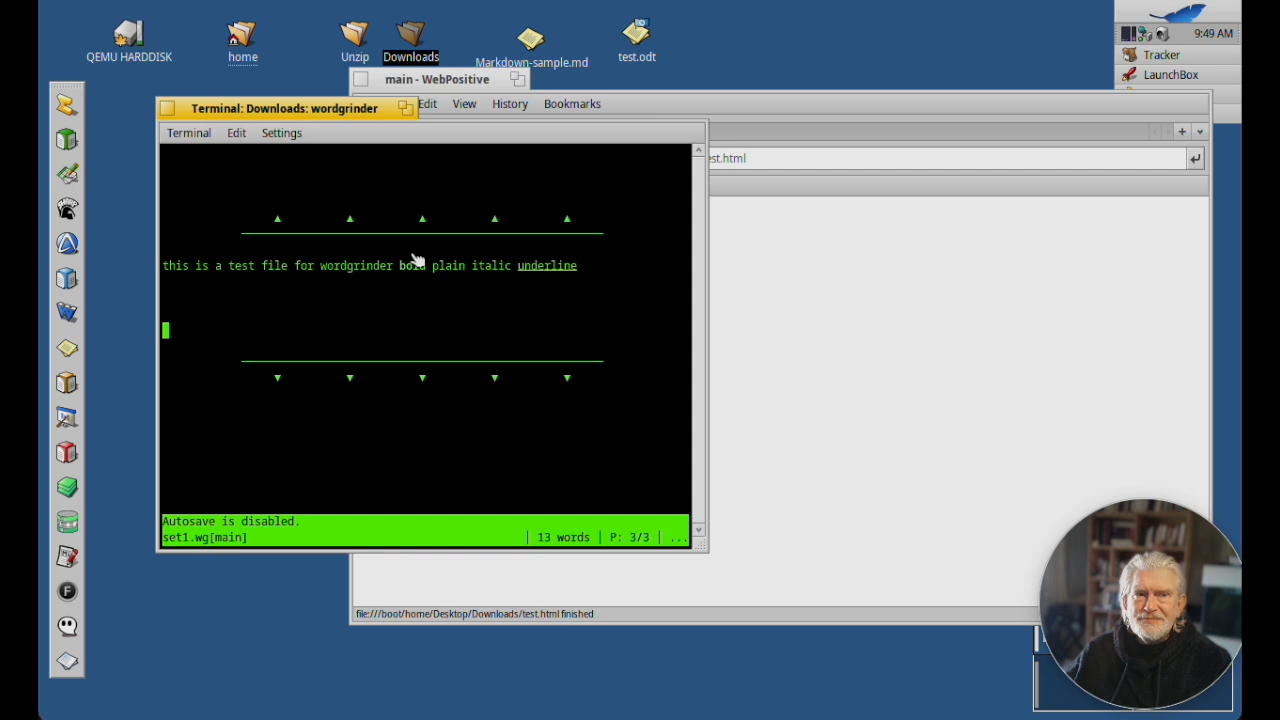 QEMU HARDDISK
home
Unzip
Downloads
Markdown-sample.md
test.odt
9:49 AM
Tracker
LaunchBox
main - WebPositive
Edit View History Bookmarks
Terminal: Downloads: wordgrinder
Terminal Edit Settings
est.html
this is a test file for wordgrinder bold plain italic underline
Autosave is disabled.
set1.wg[main] 13 words P: 3/3 ...
file:///boot/home/Desktop/Downloads/test.html finished